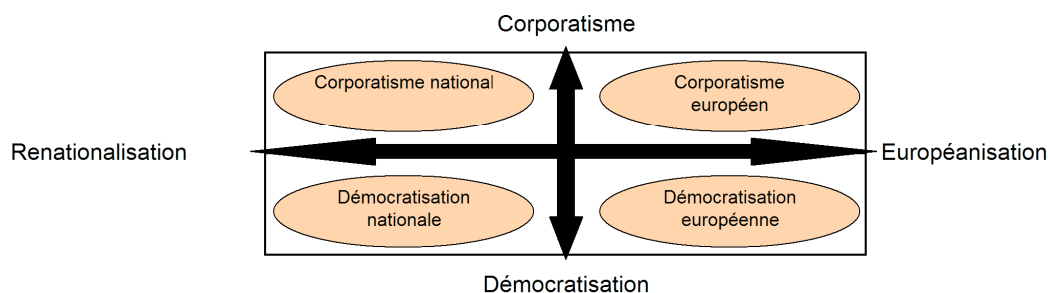 Corporatisme
Corporatisme national
Corporatisme
européen
Renationalisation
Européanisation
Démocratisation
nationale
Démocratisation
européenne
Démocratisation